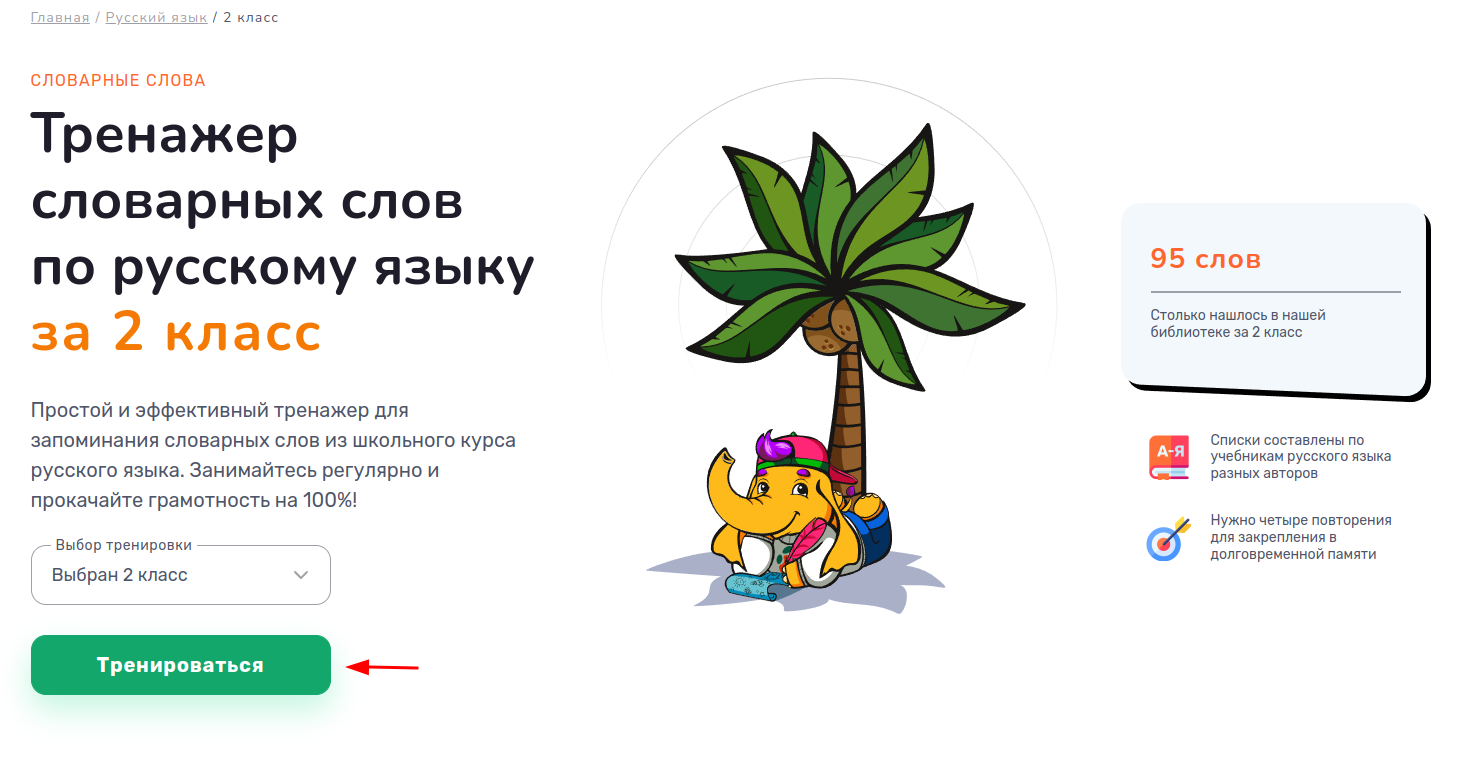 Главная / Русский язык / 2 класс
СЛОВАРНЫЕ СЛОВА
Тренажер
словарных слов
по русскому языку
за 2 класс
Простой и эффективный тренажер для
запоминания словарных слов из школьного курса
русского языка. Занимайтесь регулярно и
прокачайте грамотность на 100%!
Выбор тренировки
Выбран 2 класс
Тренироваться
95 слов
Столько нашлось в нашей
библиотеке за 2 класс
А-Я
Списки составлены по
учебникам русского языка
разных авторов
Нужно четыре повторения
для закрепления в
долговременной памяти